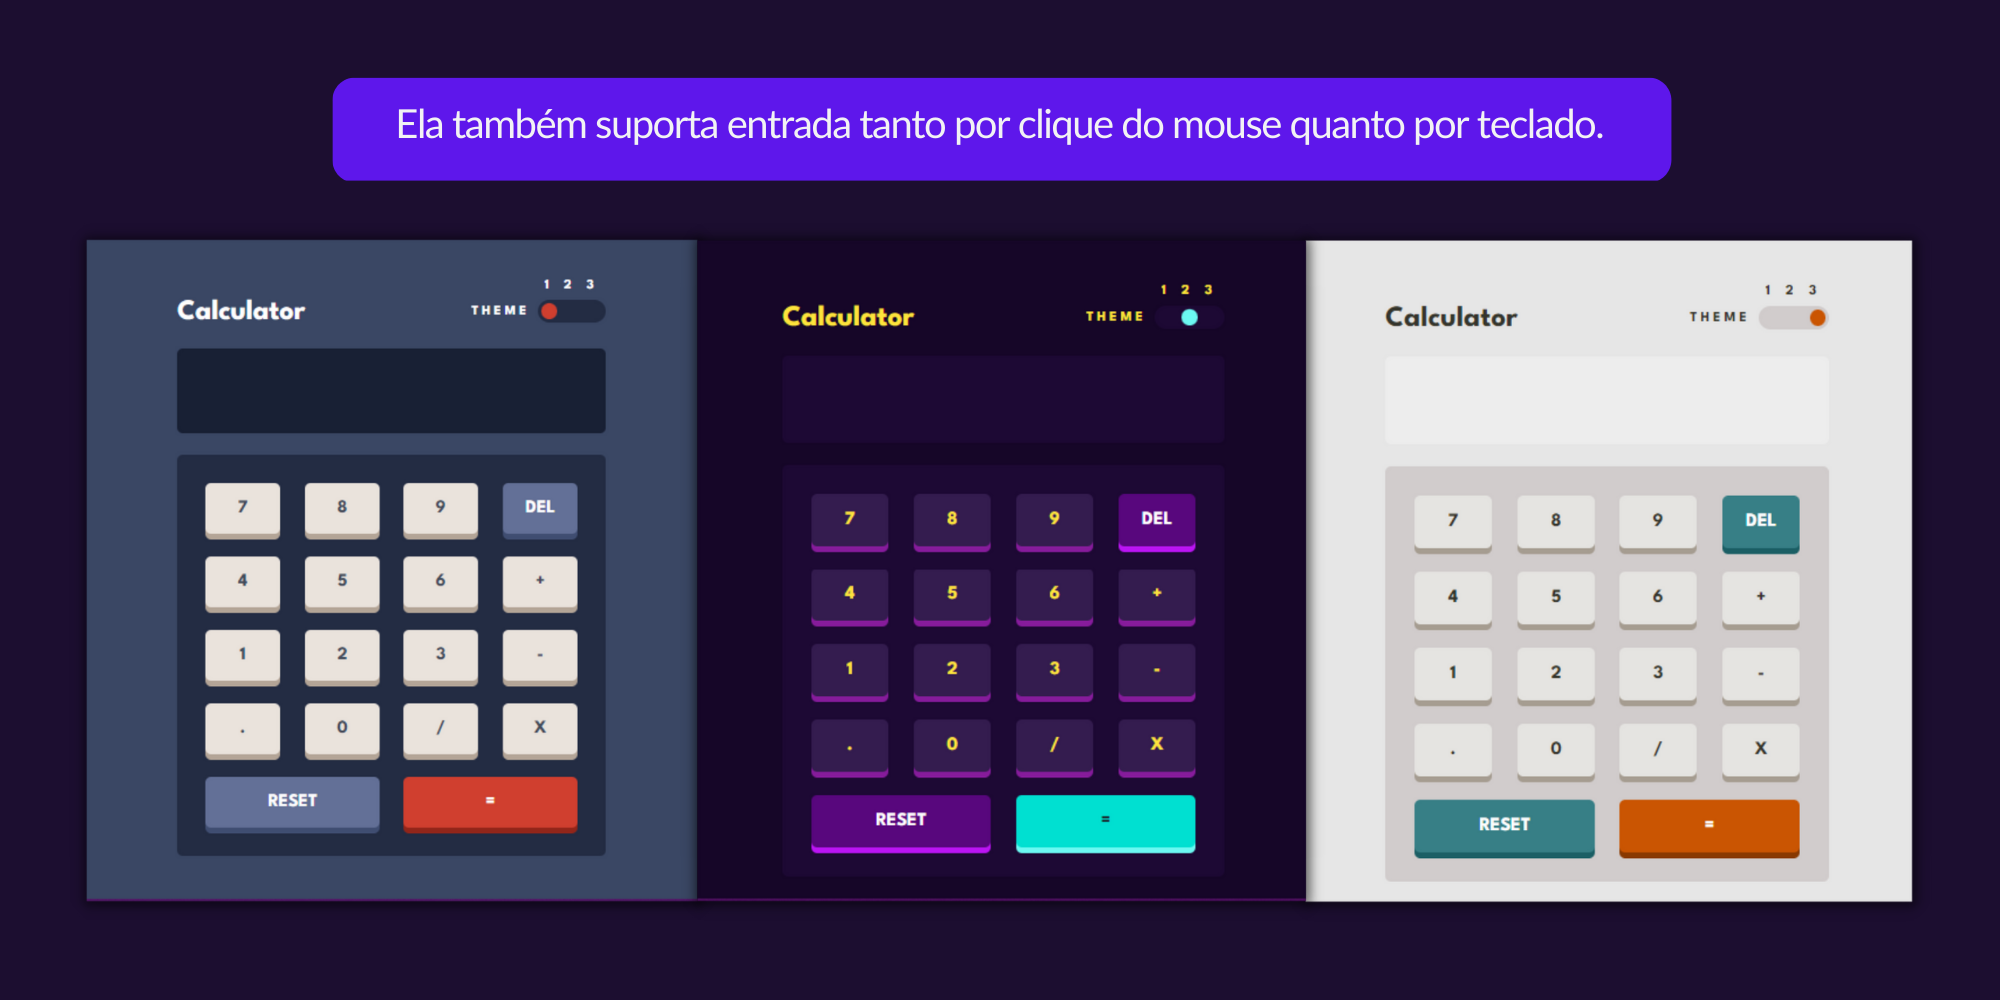 Ela também suporta entrada tanto por clique do mouse quanto por teclado.
1 2 3
Calculator THEME
7 8 9 DEL
4 5 6 +
1 2 3 -
. 0 / X
RESET =
1 2 3
Calculator THEME
7 8 9 DEL
4 5 6 +
1 2 3 -
. 0 / X
RESET =
1 2 3
Calculator THEME
7 8 9 DEL
4 5 6 +
1 2 3 -
. 0 / X
RESET =